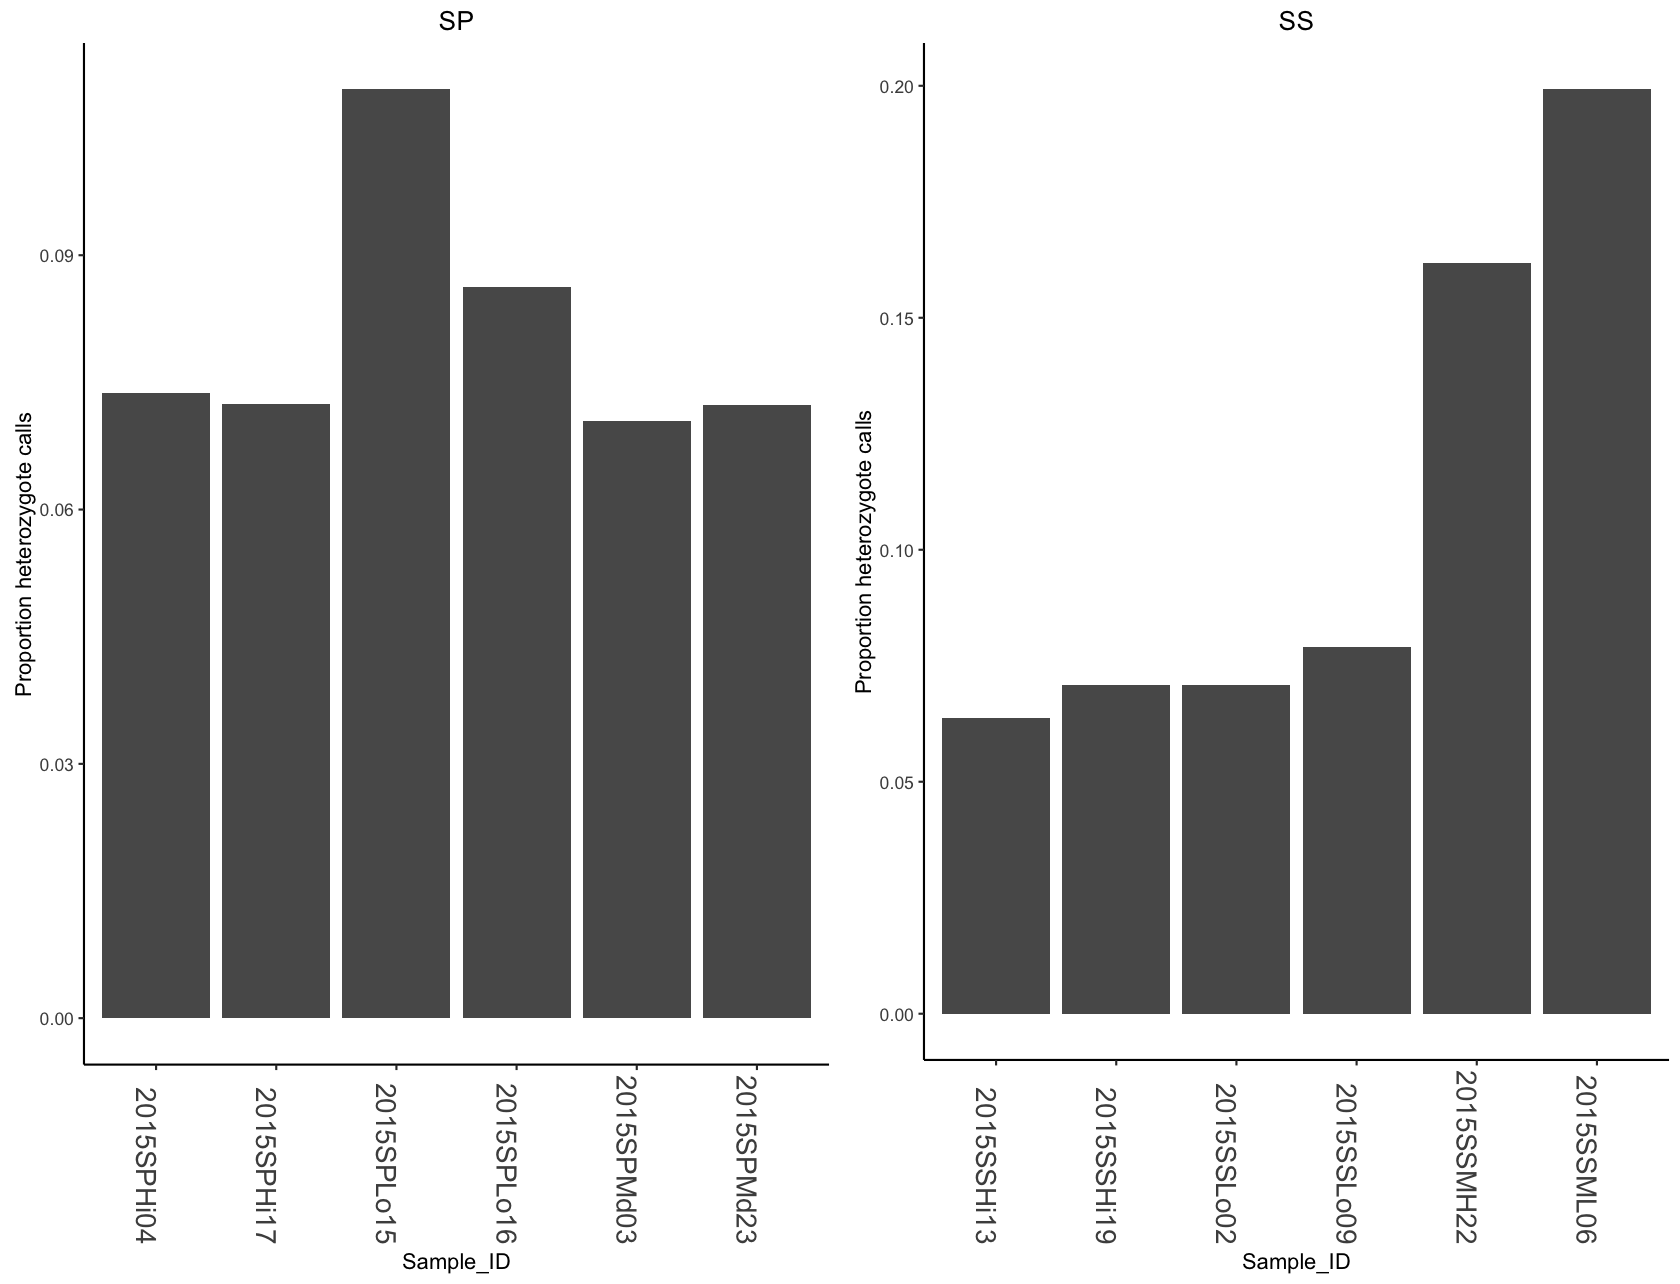 SP
Proportion heterozygote calls
0.09
0.06
0.03
0.00
2015SPHi04
2015SPHi17
2015SPLo15
2015SPLo16
2015SPMd03
2015SPMd23
Sample_ID
SS
Proportion heterozygote calls
0.20
0.15
0.10
0.05
0.00
2015SSHi13
2015SSHi19
2015SSLo02
2015SSLo09
2015SSMH22
2015SSML06
Sample_ID